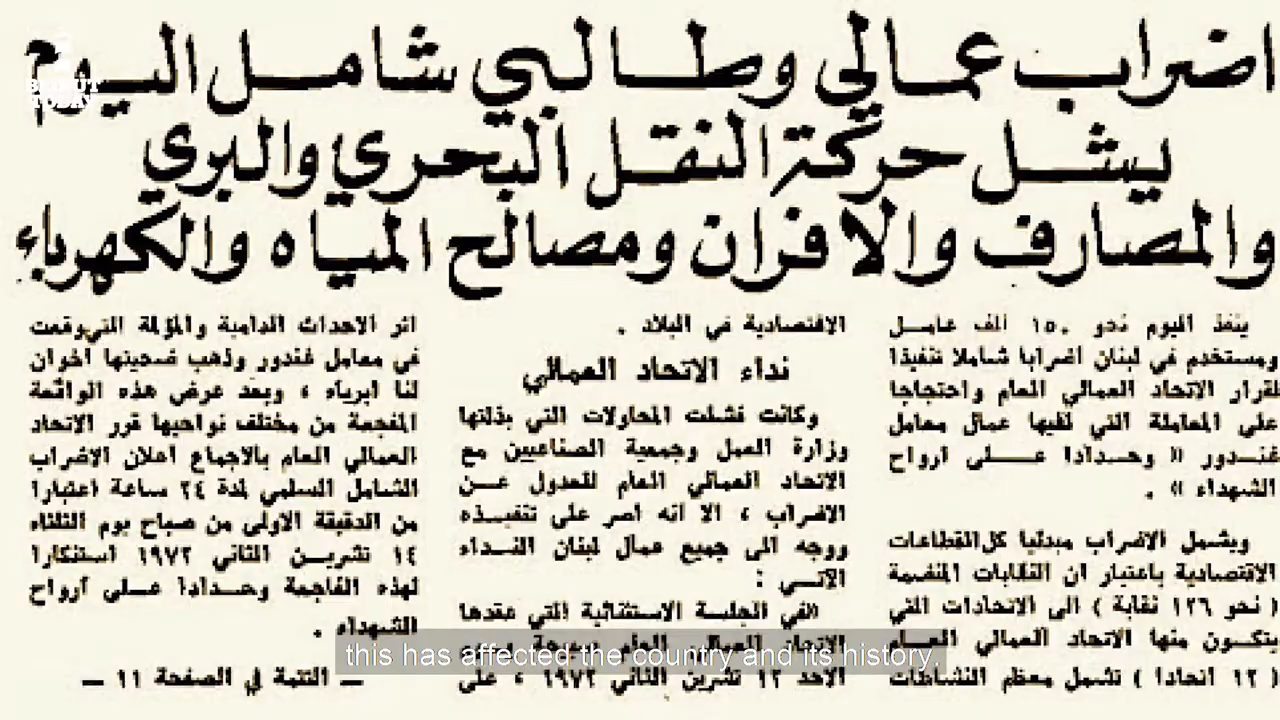 اضراب عمالي وطالبي شامل اليوم
يشل حركة النقل البحري والبري
والمصارف والافران ومصالح المياه والكهرباء
ينفذ اليوم نحو ١٥٠ الف عامل
ومستخدم في لبنان اضرابا شاملا تنفيذا
لقرار الاتحاد العمالي العام واحتجاجا
على المعاملة التي لقيها عمال معامل
غندور « وحدادا على ارواح
الشهداء » .
ويشمل الاضراب مبدئيا كل القطاعات
الاقتصادية باعتبار ان النقابات المنضمة
( نحو ١٢٦ نقابة ) الى الاتحادات التي
يتكون منها الاتحاد العمالي العام
( ١٢ اتحادا ) تشمل معظم النشاطات
الاقتصادية في البلاد .
نداء الاتحاد العمالي
وكانت فشلت المحاولات التي بذلتها
وزارة العمل وجمعية الصناعيين مع
الاتحاد العمالي العام للعدول عن
الاضراب ، الا انه اصر على تنفيذه
ووجه الى جميع عمال لبنان النداء
الآتي :
«في الجلسة الاستثنائية التي عقدها
الاتحاد العمالي العام صبيحة يوم
الاحد ١٢ تشرين الثاني ١٩٧٢ ، على
اثر الاحداث الدامية والمؤلمة التي وقعت
في معامل غندور وذهب ضحيتها اخوان
لنا ابرياء ، وبعد عرض هذه الواقعة
المفجعة من مختلف نواحيها قرر الاتحاد
العمالي العام بالاجماع اعلان الاضراب
الشامل السلمي لمدة ٢٤ ساعة اعتبارا
من الدقيقة الاولى من صباح يوم الثلثاء
١٤ تشرين الثاني ١٩٧٢ استنكارا
لهذه الفاجعة وحدادا على ارواح
الشهداء .
— التتمة في الصفحة ١١ —
BEIRUT
TODAY
this has affected the country and its history.